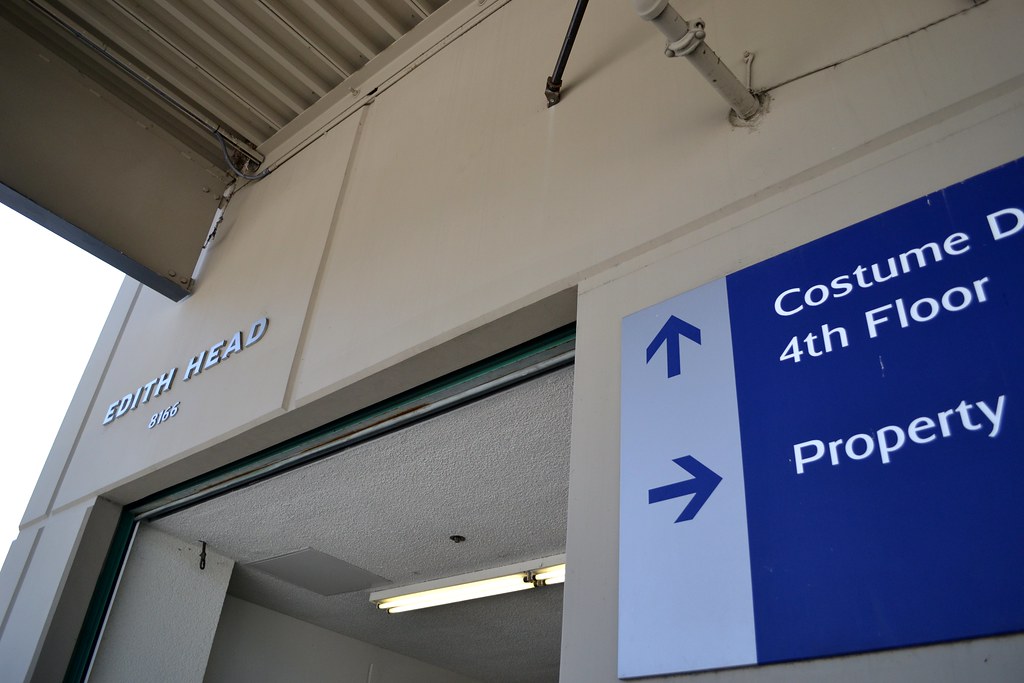 EDITH HEAD
8166
Costume D
4th Floor
Property